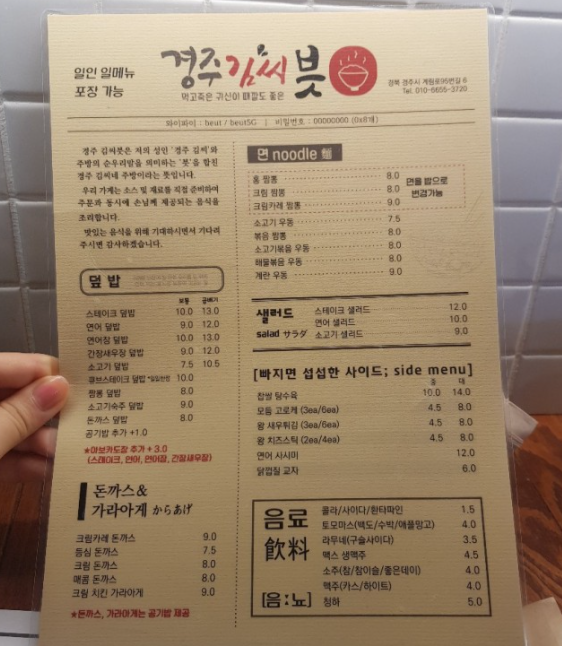 일인 일메뉴
포장 가능
경주김씨븟
먹고죽은 귀신이 때깔도 좋은
경북 경주시 계림로95번길 6
Tel. 010-6655-3720
와이파이 : beut / beut5G | 비밀번호 : 00000000 (0x8개)
경주 김씨븟은 저의 성인 '경주 김씨'와
주방의 순우리말을 의미하는 '븟'을 합친
경주 김씨네 주방이라는 뜻입니다.
우리 가게는 소스 및 재료를 직접 준비하여
주문과 동시에 손님께 제공되는 음식을
조리합니다.
맛있는 음식을 위해 기대하시면서 기다려
주시면 감사하겠습니다.
덮밥
보통 곱빼기
스테이크 덮밥 10.0 13.0
연어 덮밥 9.0 12.0
연어장 덮밥 10.0 13.0
간장새우장 덮밥 9.0 12.0
소고기 덮밥 7.5 10.5
큐브스테이크 덮밥 10.0
짬뽕 덮밥 8.0
소고기숙주 덮밥 9.0
돈까스 덮밥 8.0
공기밥 추가 +1.0
★아보카도장 추가 + 3.0
(스테이크, 연어, 연어장, 간장새우장)
돈까스&
가라아게 からあげ
크림카레 돈까스 9.0
등심 돈까스 7.5
크림 돈까스 8.0
매콤 돈까스 8.0
크림 치킨 가라아게 9.0
★돈까스, 가라아게는 공기밥 제공
면 noodle 麵
홍 짬뽕 8.0
크림 짬뽕 8.0
크림카레 짬뽕 9.0
면을 밥으로
변경가능
소고기 우동 7.5
볶음 짬뽕 8.0
소고기볶음 우동 8.0
해물볶음 우동 8.0
계란 우동 9.0
샐러드
salad サラダ
스테이크 샐러드 12.0
연어 샐러드 10.0
소고기 샐러드 9.0
[빠지면 섭섭한 사이드; side menu]
중 대
찹쌀 탕수육 10.0 14.0
모둠 고로케 (3ea/6ea) 4.5 8.0
왕 새우튀김 (3ea/6ea) 4.5 8.0
왕 치즈스틱 (2ea/4ea) 4.5 8.0
연어 사시미 12.0
닭껍질 교자 6.0
음료
飮料
[음:뇨]
콜라/사이다/환타파인 1.5
토모마스(백도/수박/애플망고) 4.0
라무네(구슬사이다) 3.5
맥스 생맥주 4.5
소주(참/참이슬/좋은데이) 4.0
맥주(카스/하이트) 4.0
청하 5.0